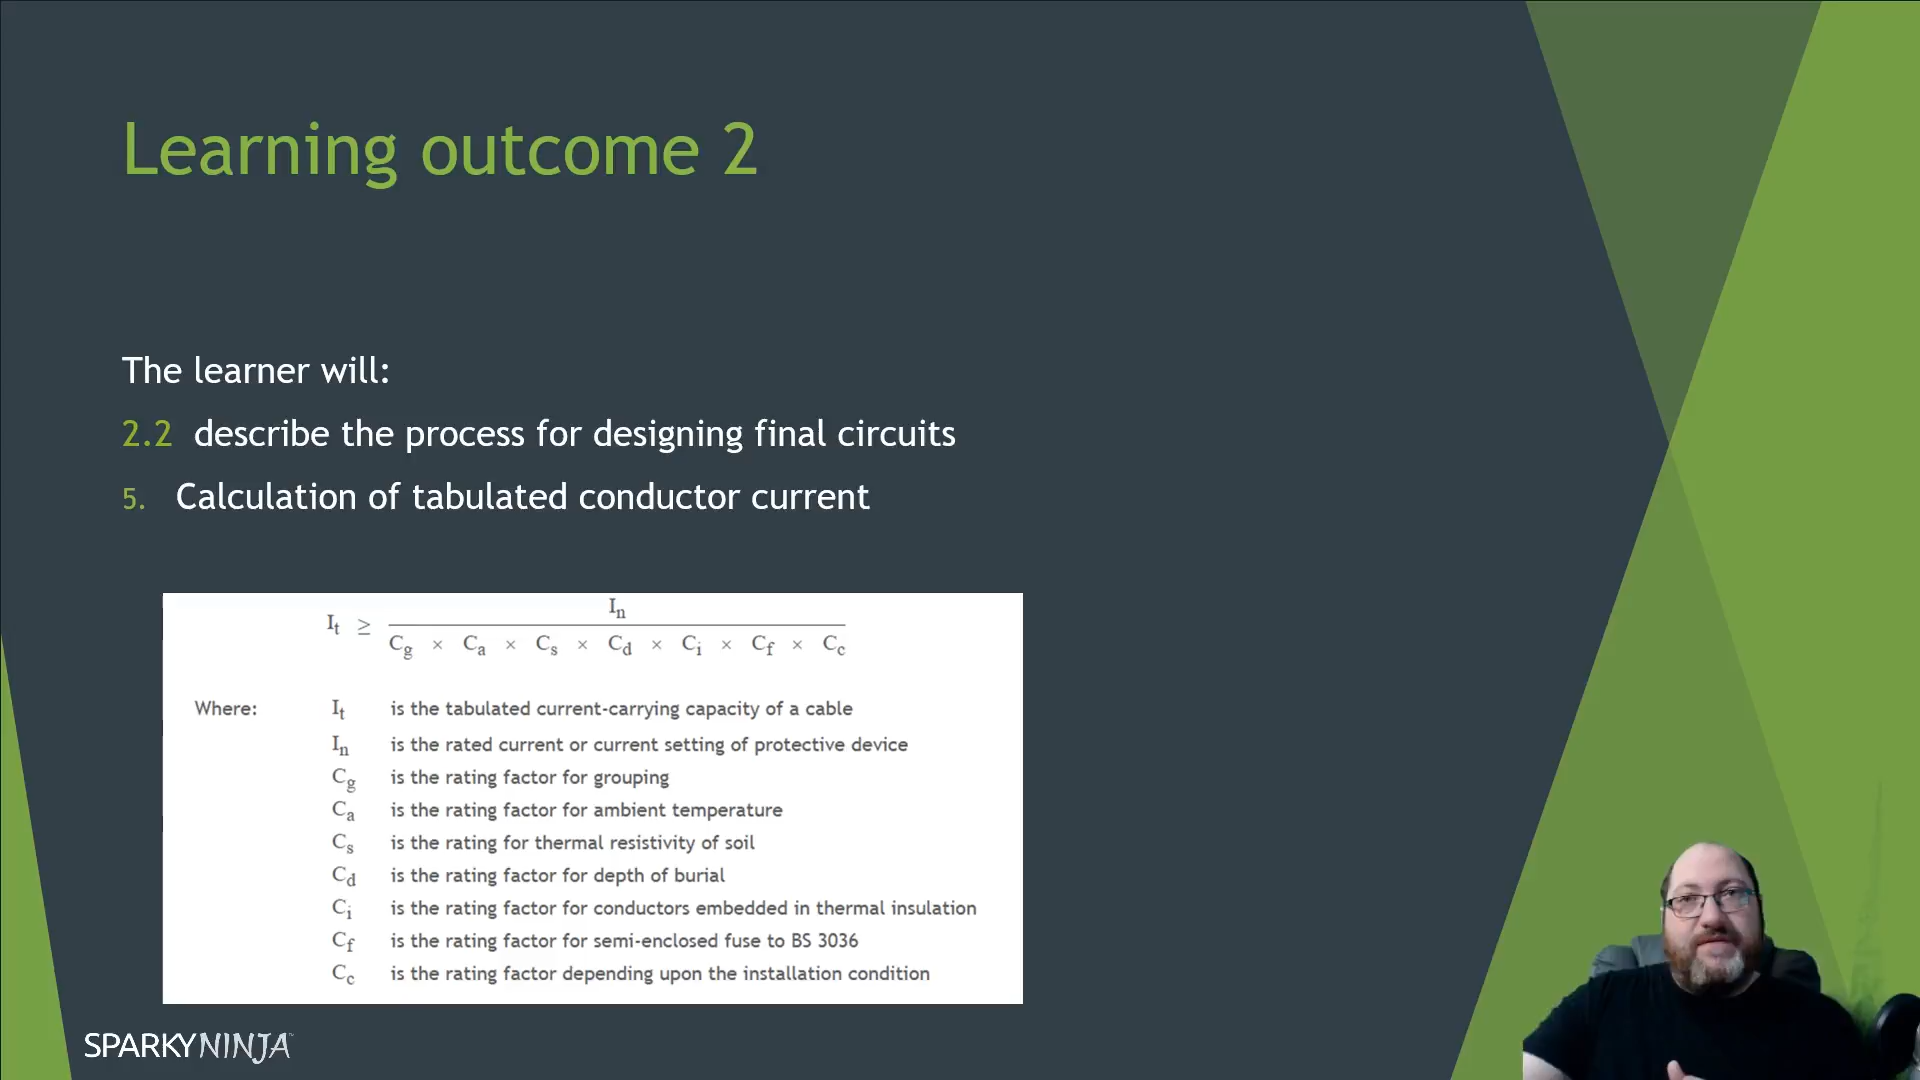 Learning outcome 2
The learner will:
2.2 describe the process for designing final circuits
5. Calculation of tabulated conductor current
It ≥ In
Cg × Ca × Cs × Cd × Ci × Cf × Cc
Where: It is the tabulated current-carrying capacity of a cable
In is the rated current or current setting of protective device
Cg is the rating factor for grouping
Ca is the rating factor for ambient temperature
Cs is the rating for thermal resistivity of soil
Cd is the rating factor for depth of burial
Ci is the rating factor for conductors embedded in thermal insulation
Cf is the rating factor for semi-enclosed fuse to BS 3036
Cc is the rating factor depending upon the installation condition
SPARKYNINJA